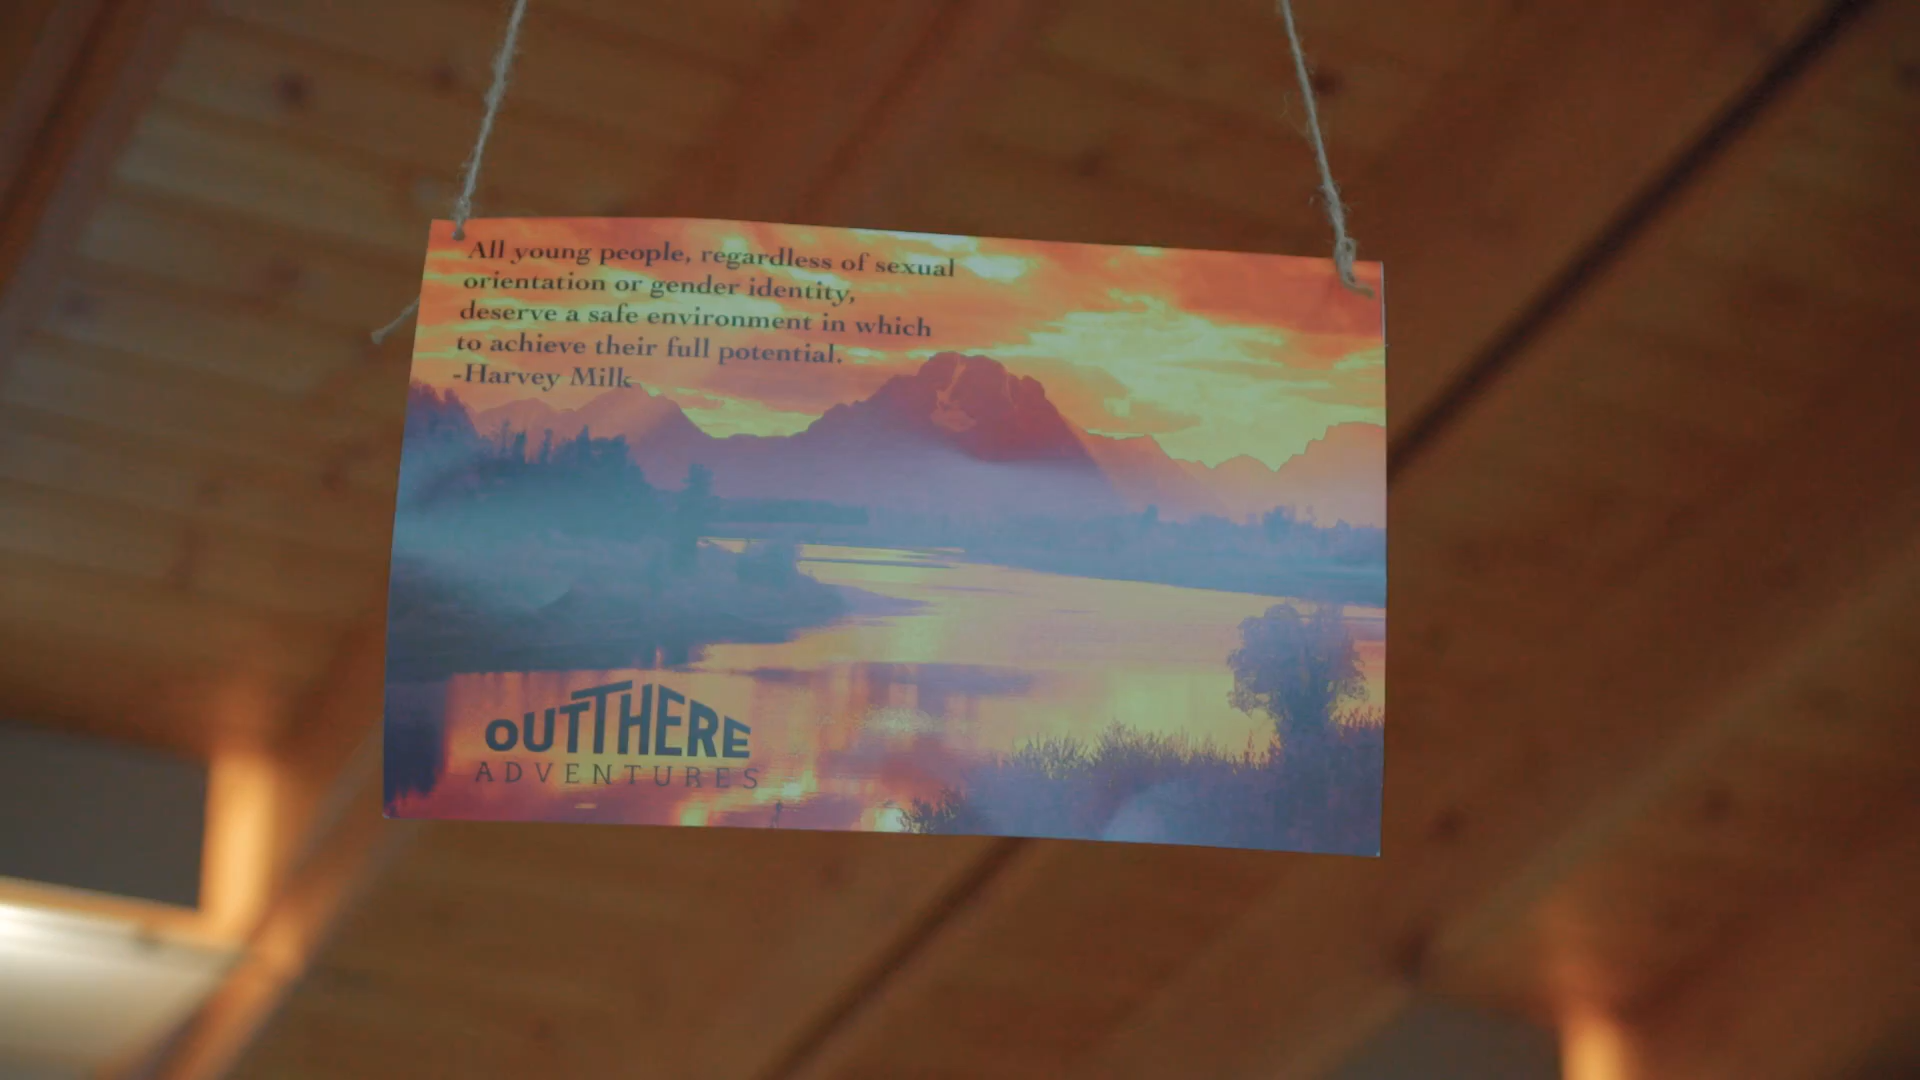 All young people, regardless of sexual
orientation or gender identity,
deserve a safe environment in which
to achieve their full potential.
-Harvey Milk
OUTTHERE
ADVENTURES